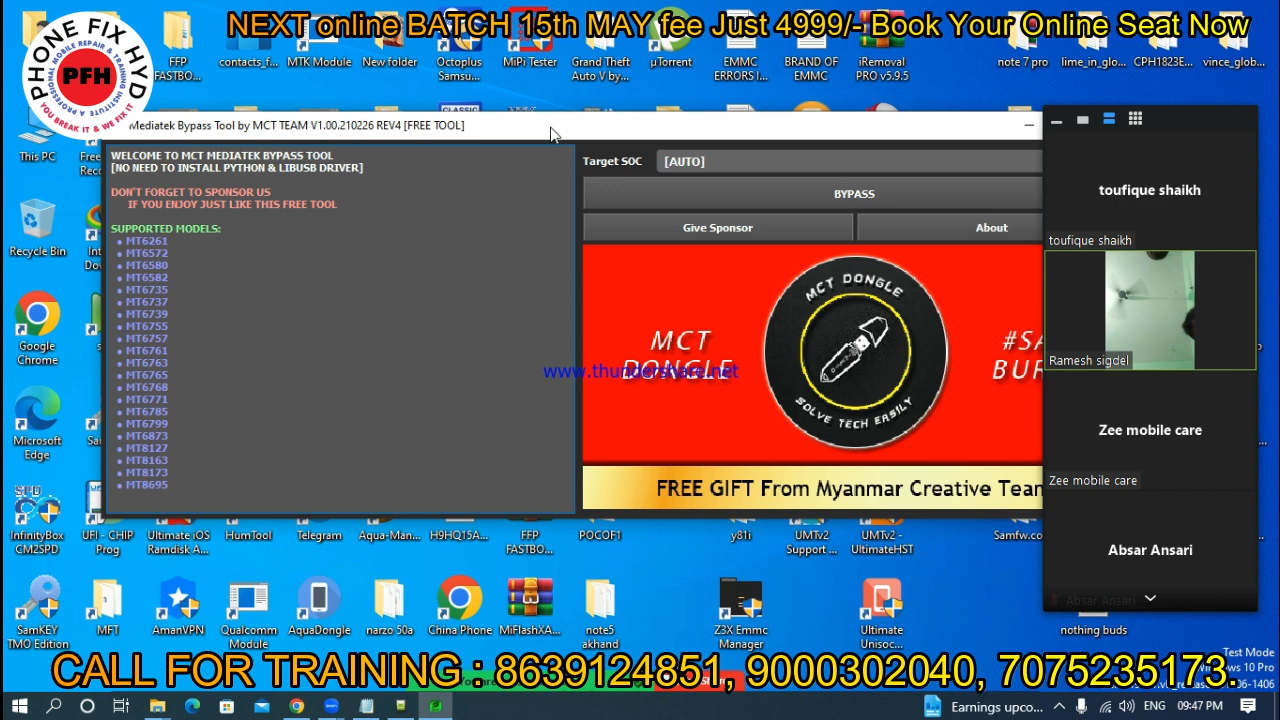 NEXT online BATCH 15th MAY fee Just 4999/- Book Your Online Seat Now
PHONE FIX HYD
A PROFESSIONAL MOBILE REPAIR & TRAINING INSTITUTE
PFH
YOU BREAK IT & WE FIX IT
FFP FASTBO...
contacts_f...
MTK Module
New folder
Octoplus Samsu...
MiPi Tester
Grand Theft Auto V by...
µTorrent
EMMC ERRORS I...
BRAND OF EMMC
iRemoval PRO v5.9.5
note 7 pro
lime_in_glo...
CPH1823E...
vince_glob...
This PC
Recycle Bin
Google Chrome
Microsoft Edge
Mediatek Bypass Tool by MCT TEAM V1.00.210226 REV4 [FREE TOOL]
WELCOME TO MCT MEDIATEK BYPASS TOOL
[NO NEED TO INSTALL PYTHON & LIBUSB DRIVER]
DON'T FORGET TO SPONSOR US
IF YOU ENJOY JUST LIKE THIS FREE TOOL
SUPPORTED MODELS:
● MT6261
● MT6572
● MT6580
● MT6582
● MT6735
● MT6737
● MT6739
● MT6755
● MT6757
● MT6761
● MT6763
● MT6765
● MT6768
● MT6771
● MT6785
● MT6799
● MT6873
● MT8127
● MT8163
● MT8173
● MT8695
Target SOC [AUTO]
BYPASS
Give Sponsor
About
MCT DONGLE
MCT DONGLE
SOLVE TECH EASILY
www.thundershare.net
FREE GIFT From Myanmar Creative Team
toufique shaikh
toufique shaikh
Ramesh sigdel
Zee mobile care
Zee mobile care
Absar Ansari
Absar Ansari
InfinityBox CM2SPD
UFI - CHIP Prog
Ultimate iOS Ramdisk A...
HumTool
Telegram
Aqua-Man...
H9HQ15A...
FFP FASTBO...
POCOF1
y81i
UMTv2 Support ...
UMTv2 - UltimateHST
Samfw.co
SamKEY TMO Edition
MFT
AmanVPN
Qualcomm Module
AquaDongle
narzo 50a
China Phone
MiFlashXA...
note5 akhand
Z3X Emmc Manager
Ultimate Unisoc...
nothing buds
Test Mode
CALL FOR TRAINING : 8639124851, 9000302040, 7075235173.
Earnings upco...
ENG
09:47 PM